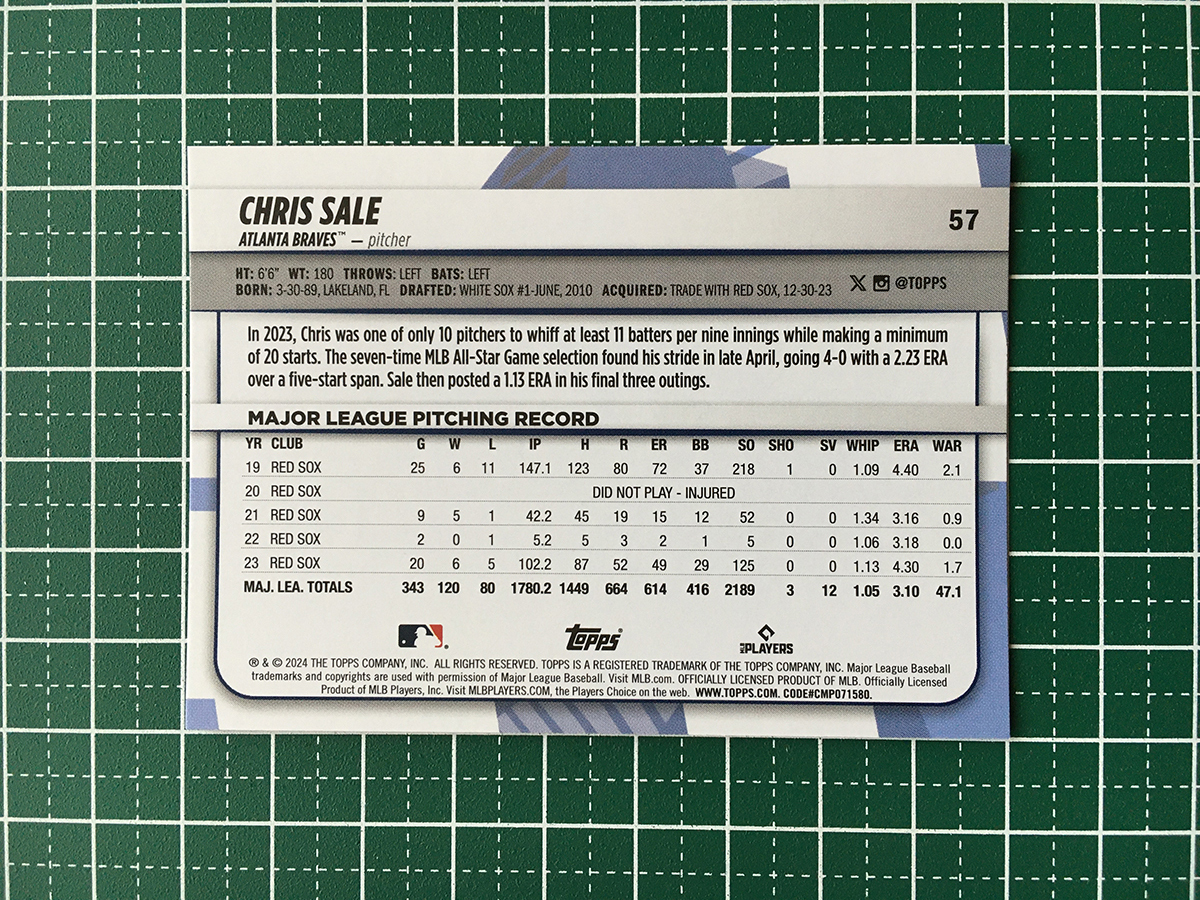 CHRIS SALE
57
ATLANTA BRAVES™ — pitcher
HT: 6'6" WT: 180 THROWS: LEFT BATS: LEFT
BORN: 3-30-89, LAKELAND, FL DRAFTED: WHITE SOX #1-JUNE, 2010 ACQUIRED: TRADE WITH RED SOX, 12-30-23
@TOPPS
In 2023, Chris was one of only 10 pitchers to whiff at least 11 batters per nine innings while making a minimum
of 20 starts. The seven-time MLB All-Star Game selection found his stride in late April, going 4-0 with a 2.23 ERA
over a five-start span. Sale then posted a 1.13 ERA in his final three outings.
MAJOR LEAGUE PITCHING RECORD
YR CLUB G W L IP H R ER BB SO SHO SV WHIP ERA WAR
19 RED SOX 25 6 11 147.1 123 80 72 37 218 1 0 1.09 4.40 2.1
20 RED SOX DID NOT PLAY - INJURED
21 RED SOX 9 5 1 42.2 45 19 15 12 52 0 0 1.34 3.16 0.9
22 RED SOX 2 0 1 5.2 5 3 2 1 5 0 0 1.06 3.18 0.0
23 RED SOX 20 6 5 102.2 87 52 49 29 125 0 0 1.13 4.30 1.7
MAJ. LEA. TOTALS 343 120 80 1780.2 1449 664 614 416 2189 3 12 1.05 3.10 47.1
Topps®
MLB PLAYERS
® & © 2024 THE TOPPS COMPANY, INC. ALL RIGHTS RESERVED. TOPPS IS A REGISTERED TRADEMARK OF THE TOPPS COMPANY, INC. Major League Baseball
trademarks and copyrights are used with permission of Major League Baseball. Visit MLB.com. OFFICIALLY LICENSED PRODUCT OF MLB. Officially Licensed
Product of MLB Players, Inc. Visit MLBPLAYERS.COM, the Players Choice on the web. WWW.TOPPS.COM. CODE#CMP071580.